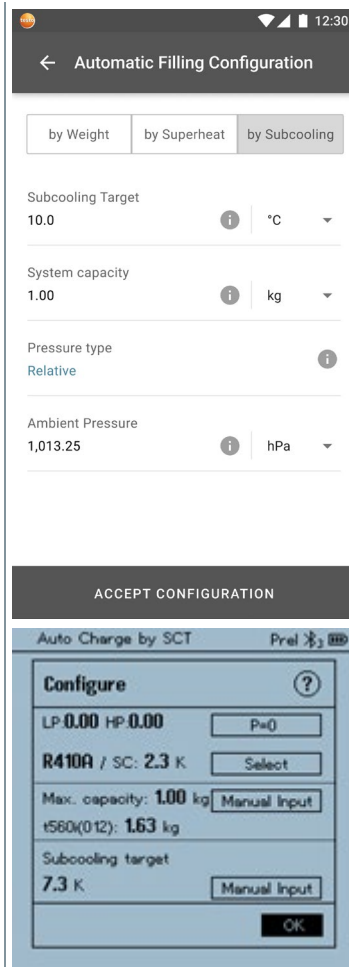 testo
12:30
Automatic Filling Configuration
by Weight by Superheat by Subcooling
Subcooling Target
10.0 °C
System capacity
1.00 kg
Pressure type
Relative
Ambient Pressure
1,013.25 hPa
ACCEPT CONFIGURATION
Auto Charge by SCT Prel 3
Configure ?
LP:0.00 HP:0.00 P=0
R410A / SC: 2.3 K Select
Max. capacity: 1.00 kg Manual Input
t560i(012): 1.63 kg
Subcooling target
7.3 K Manual Input
OK